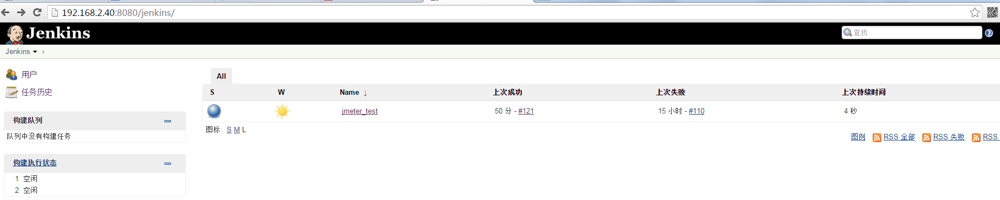 192.168.2.40:8080/jenkins/
Jenkins
查找
Jenkins
用户
任务历史
构建队列
队列中没有构建任务
构建执行状态
1 空闲
2 空闲
All
S W Name ↓ 上次成功 上次失败 上次持续时间
jmeter_test 50 分 - #121 15 小时 - #110 4 秒
图标: S M L
图例 RSS 全部 RSS 失败 RSS